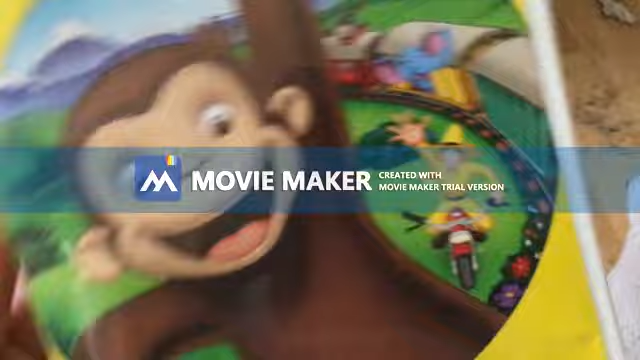 MOVIE MAKER
CREATED WITH
MOVIE MAKER TRIAL VERSION